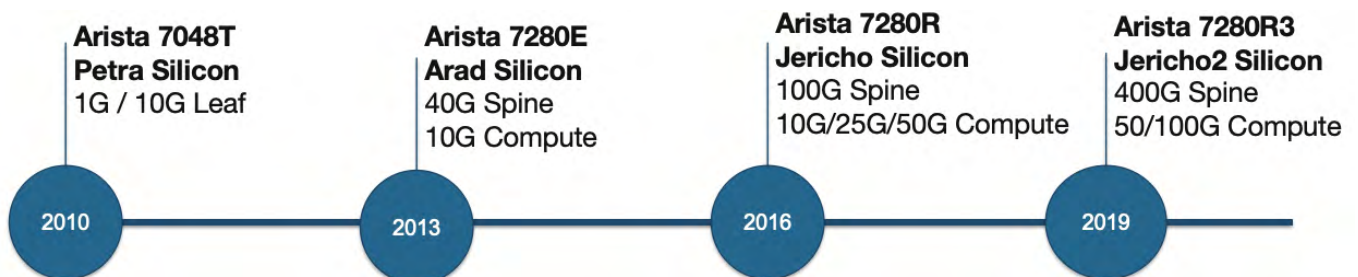 Arista 7048T
Petra Silicon
1G / 10G Leaf
2010
Arista 7280E
Arad Silicon
40G Spine
10G Compute
2013
Arista 7280R
Jericho Silicon
100G Spine
10G/25G/50G Compute
2016
Arista 7280R3
Jericho2 Silicon
400G Spine
50/100G Compute
2019